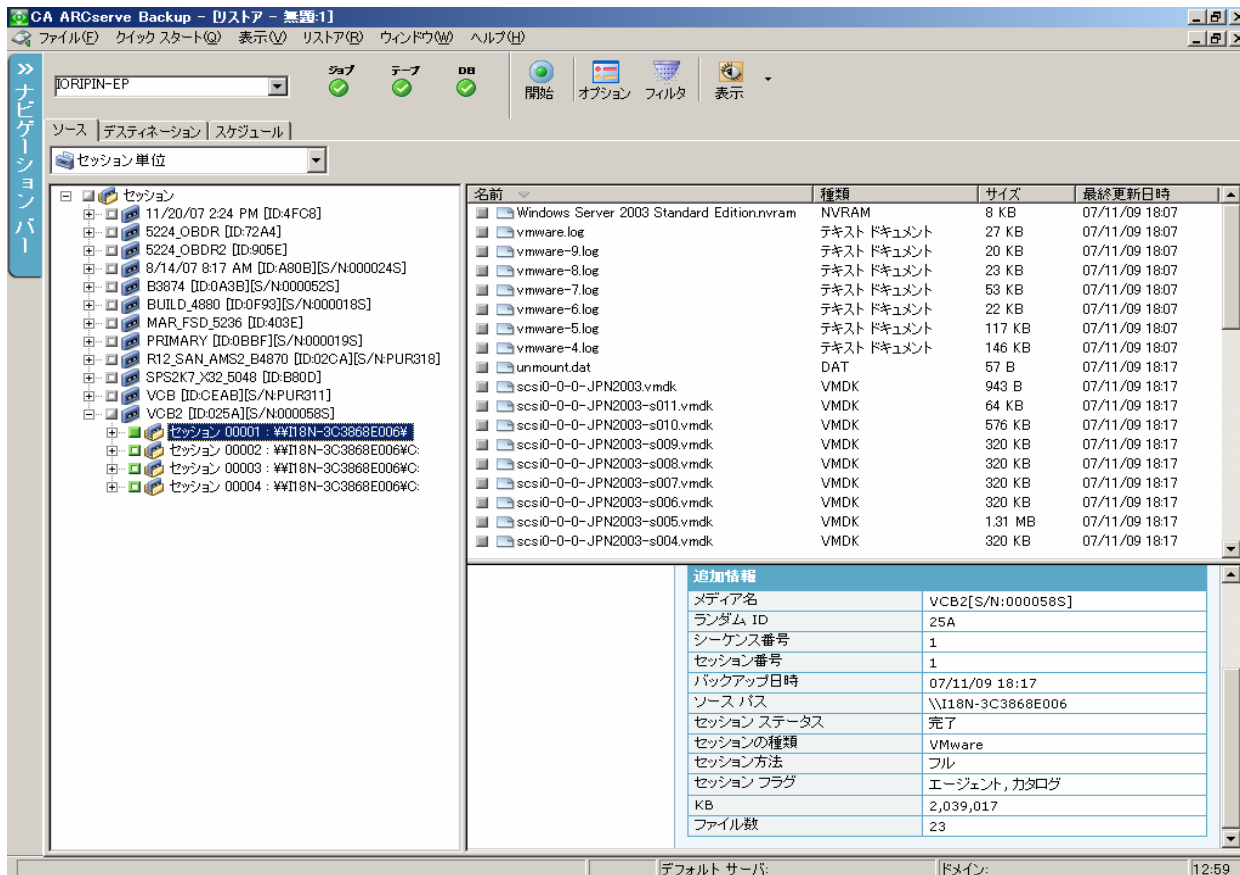 CA ARCserve Backup - [リストア - 無題:1]
ファイル(F) クイック スタート(Q) 表示(V) リストア(R) ウィンドウ(W) ヘルプ(H)
ナビゲーション バー
IORIPIN-EP
ジョブ テープ DB
開始 オプション フィルタ 表示
ソース デスティネーション スケジュール
セッション単位
セッション
11/20/07 2:24 PM [ID:4FC8]
5224_OBDR [ID:72A4]
5224_OBDR2 [ID:905E]
8/14/07 8:17 AM [ID:A80B][S/N:000024S]
B3874 [ID:0A3B][S/N:000052S]
BUILD_4880 [ID:0F93][S/N:000018S]
MAR_FSD_5236 [ID:403E]
PRIMARY [ID:0BBF][S/N:000019S]
R12_SAN_AMS2_B4870 [ID:02CA][S/N:PUR318]
SPS2K7_X32_5048 [ID:B80D]
VCB [ID:CEAB][S/N:PUR311]
VCB2 [ID:025A][S/N:000058S]
セッション 00001 : ¥¥I18N-3C3868E006¥
セッション 00002 : ¥¥I18N-3C3868E006¥C:
セッション 00003 : ¥¥I18N-3C3868E006¥C:
セッション 00004 : ¥¥I18N-3C3868E006¥C:
名前 種類 サイズ 最終更新日時
Windows Server 2003 Standard Edition.nvram NVRAM 8 KB 07/11/09 18:07
vmware.log テキスト ドキュメント 27 KB 07/11/09 18:07
vmware-9.log テキスト ドキュメント 20 KB 07/11/09 18:07
vmware-8.log テキスト ドキュメント 23 KB 07/11/09 18:07
vmware-7.log テキスト ドキュメント 53 KB 07/11/09 18:07
vmware-6.log テキスト ドキュメント 22 KB 07/11/09 18:07
vmware-5.log テキスト ドキュメント 117 KB 07/11/09 18:07
vmware-4.log テキスト ドキュメント 146 KB 07/11/09 18:07
unmount.dat DAT 57 B 07/11/09 18:07
scsi0-0-0-JPN2003.vmdk VMDK 943 B 07/11/09 18:17
scsi0-0-0-JPN2003-s011.vmdk VMDK 64 KB 07/11/09 18:17
scsi0-0-0-JPN2003-s010.vmdk VMDK 576 KB 07/11/09 18:17
scsi0-0-0-JPN2003-s009.vmdk VMDK 320 KB 07/11/09 18:17
scsi0-0-0-JPN2003-s008.vmdk VMDK 320 KB 07/11/09 18:17
scsi0-0-0-JPN2003-s007.vmdk VMDK 320 KB 07/11/09 18:17
scsi0-0-0-JPN2003-s006.vmdk VMDK 320 KB 07/11/09 18:17
scsi0-0-0-JPN2003-s005.vmdk VMDK 1.31 MB 07/11/09 18:17
scsi0-0-0-JPN2003-s004.vmdk VMDK 320 KB 07/11/09 18:17
追加情報
メディア名 VCB2[S/N:000058S]
ランダム ID 25A
シーケンス番号 1
セッション番号 1
バックアップ日時 07/11/09 18:17
ソース パス \\I18N-3C3868E006
セッション ステータス 完了
セッションの種類 VMware
セッション方法 フル
セッション フラグ エージェント, カタログ
KB 2,039,017
ファイル数 23
デフォルト サーバ: ドメイン: 12:59